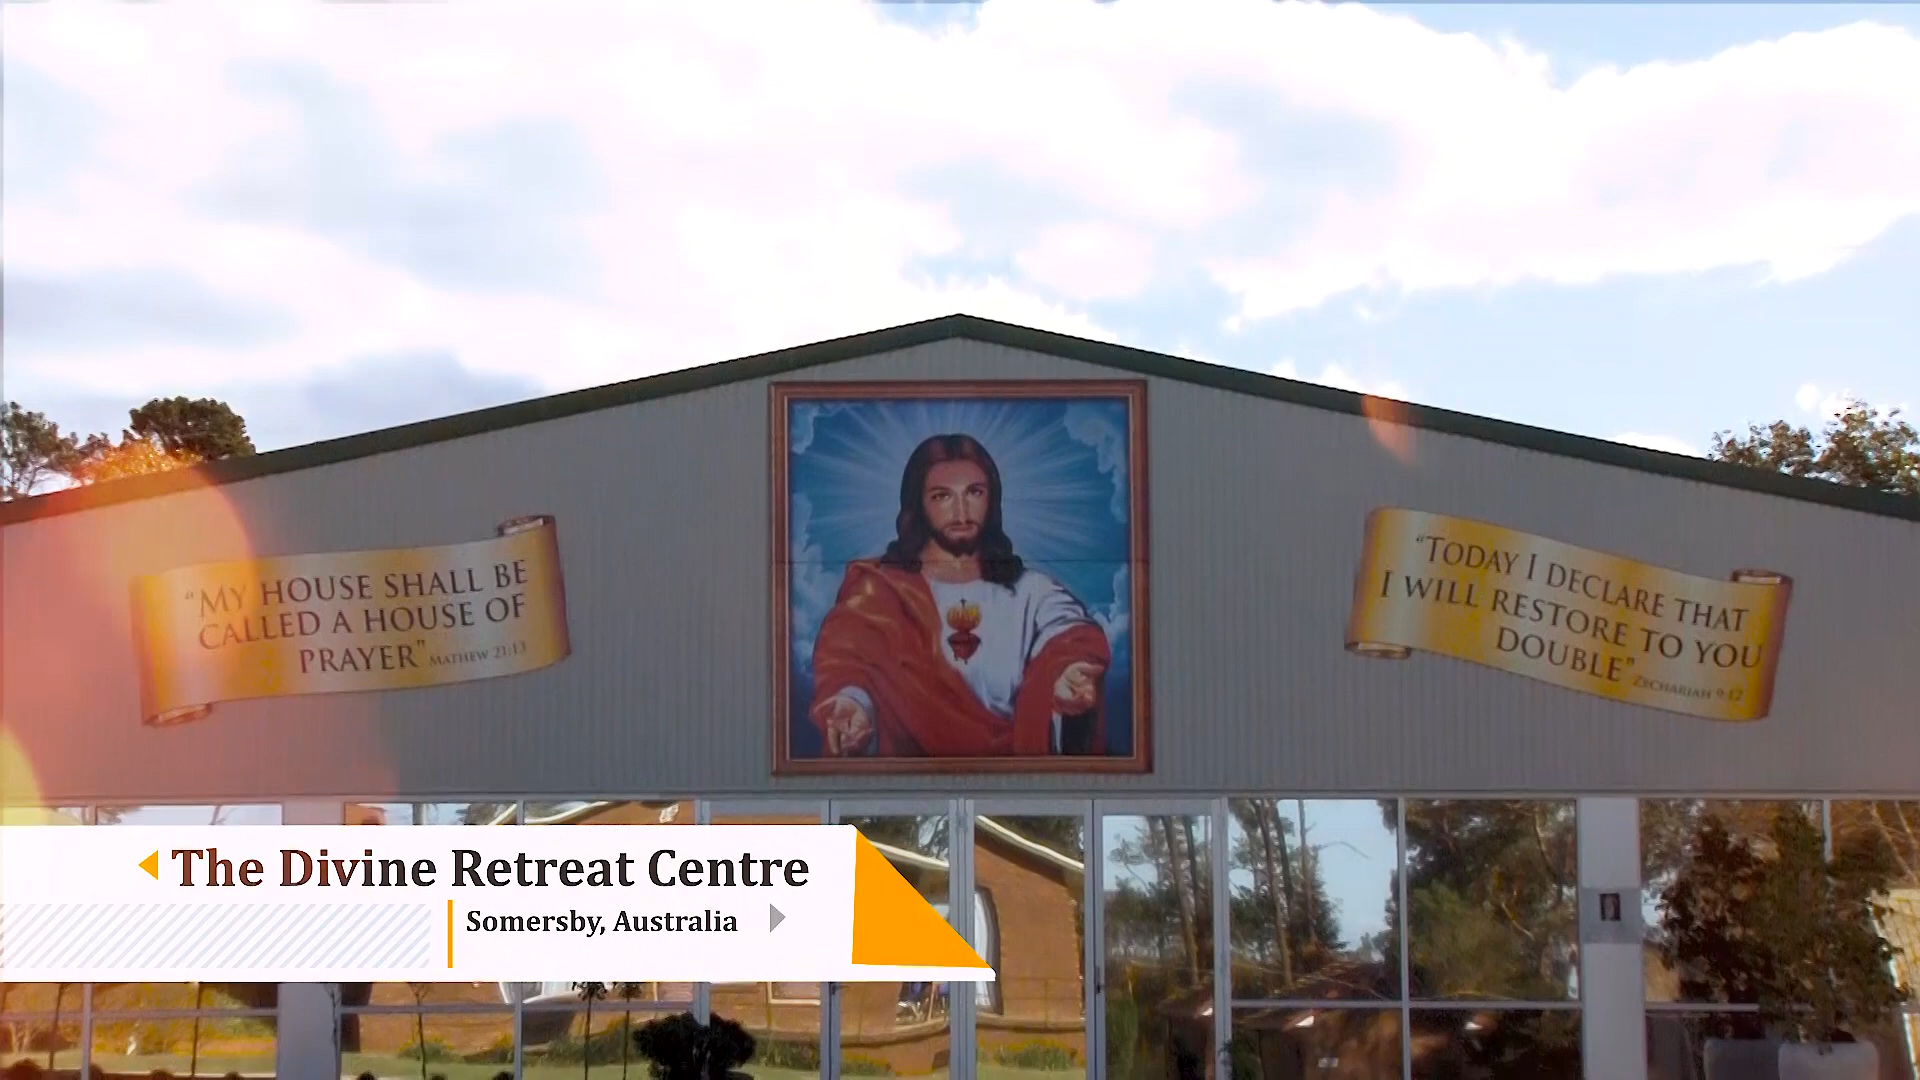 "MY HOUSE SHALL BE
CALLED A HOUSE OF
PRAYER" MATHEW 21:13
"TODAY I DECLARE THAT
I WILL RESTORE TO YOU
DOUBLE" ZECHARIAH 9:12
The Divine Retreat Centre
Somersby, Australia